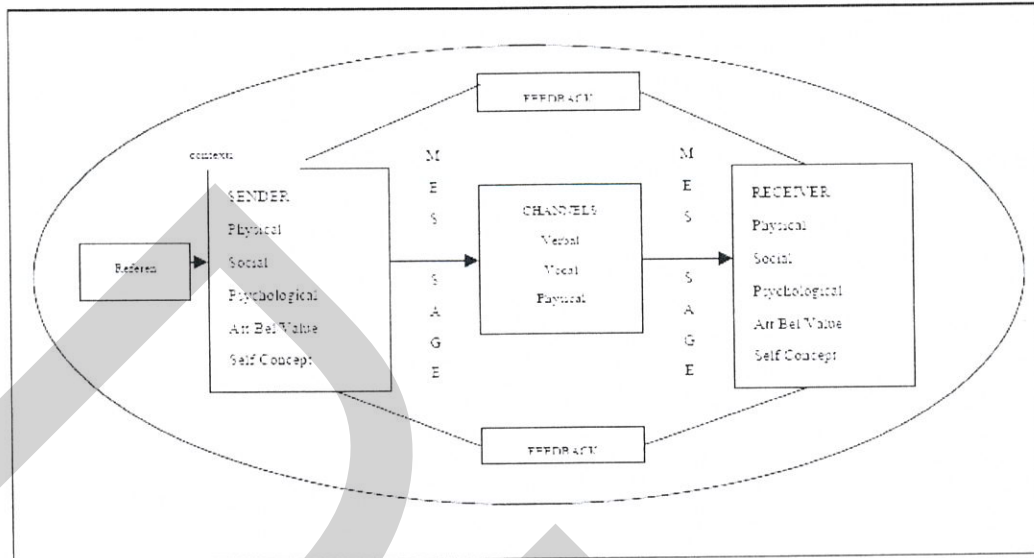 FEEDBACK
context
SENDER
Physical
Social
Psychological
Att Bel Value
Self Concept
Referen
M
E
S
S
A
G
E
CHANNELS
Verbal
Vocal
Physical
M
E
S
S
A
G
E
RECEIVER
Physical
Social
Psychological
Att Bel Value
Self Concept
FEEDBACK